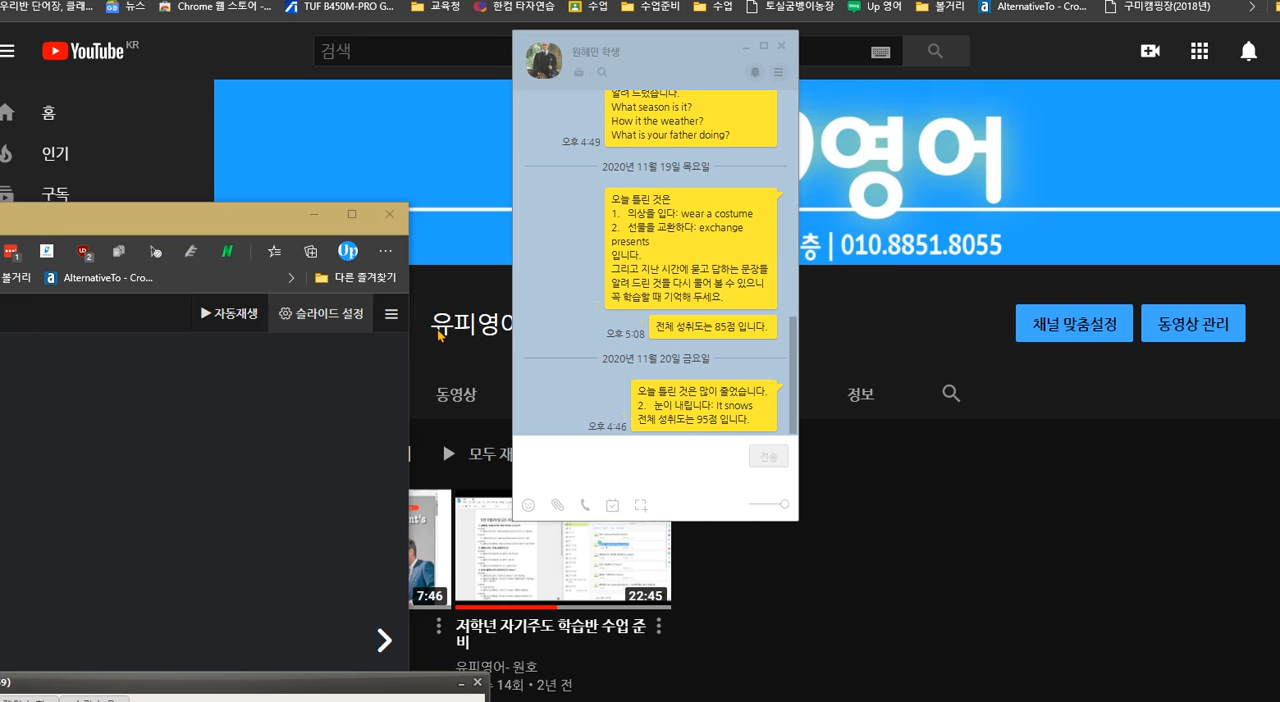 우리반 단어장, 클래...
뉴스
Chrome 웹 스토어 -...
TUF B450M-PRO G...
교육청
한컴 타자연습
수업
수업준비
수업
토실굼벵이농장
Up 영어
볼거리
AlternativeTo - Cro...
구미캠핑장(2018년)
YouTube KR
검색
홈
인기
구독
영어
층 | 010.8851.8055
볼거리
AlternativeTo - Cro...
다른 즐겨찾기
▶ 자동재생
슬라이드 설정
유피영어
채널 맞춤설정
동영상 관리
동영상
정보
모두 재
7:46
22:45
저학년 자기주도 학습반 수업 준
비
유피영어- 원호
14회 • 2년 전
원혜민 학생
알려 드렸습니다.
What season is it?
How it the weather?
What is your father doing?
오후 4:49
2020년 11월 19일 목요일
오늘 틀린 것은
1. 의상을 입다: wear a costume
2. 선물을 교환하다: exchange
presents
입니다.
그리고 지난 시간에 묻고 답하는 문장들
알려 드린 것들 다시 물어 볼 수 있으니
꼭 학습할 때 기억해 두세요.
전체 성취도는 85점 입니다.
오후 5:08
2020년 11월 20일 금요일
오늘 틀린 것은 많이 줄었습니다.
2. 눈이 내립니다: It snows
전체 성취도는 95점 입니다.
오후 4:46
전송